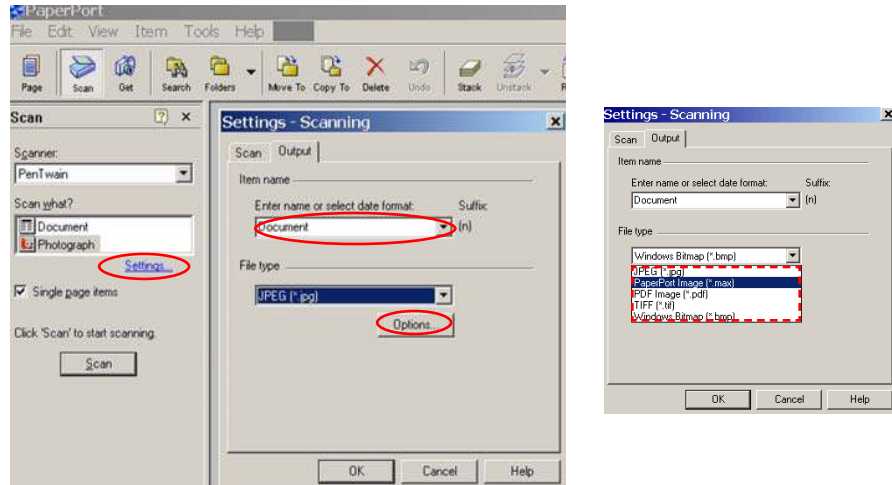 PaperPort
File Edit View Item Tools Help
Page Scan Get Search Folders Move To Copy To Delete Undo Stack Unstack
Scan
Scanner:
PenTwain
Scan what?
Document
Photograph
Settings...
Single page items
Click 'Scan' to start scanning.
Scan
Settings - Scanning
Scan Output
Item name
Enter name or select date format: Suffix:
Document (n)
File type
JPEG (*.jpg)
Options...
OK Cancel Help
Settings - Scanning
Scan Output
Item name
Enter name or select date format: Suffix:
Document (n)
File type
Windows Bitmap (*.bmp)
JPEG (*.jpg)
PaperPort Image (*.max)
PDF Image (*.pdf)
TIFF (*.tif)
Windows Bitmap (*.bmp)
OK Cancel Help